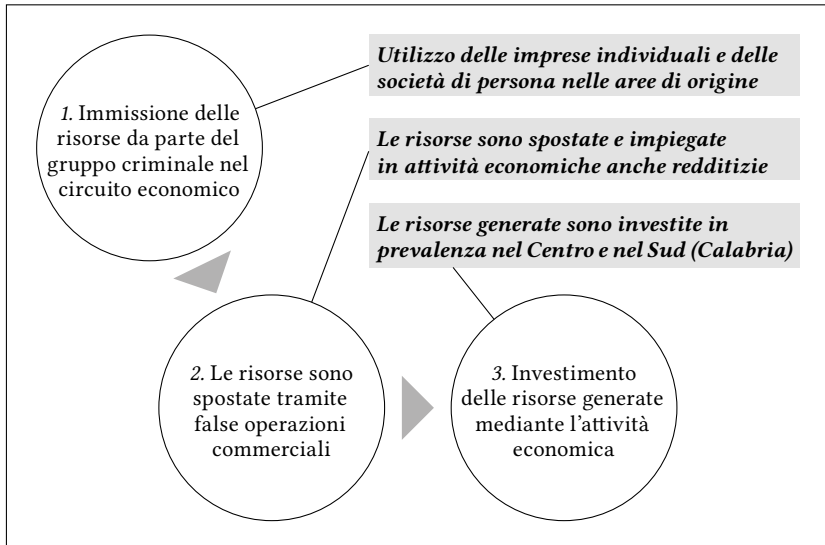 1. Immissione delle
risorse da parte del
gruppo criminale nel
circuito economico
Utilizzo delle imprese individuali e delle
società di persona nelle aree di origine
Le risorse sono spostate e impiegate
in attività economiche anche redditizie
Le risorse generate sono investite in
prevalenza nel Centro e nel Sud (Calabria)
2. Le risorse sono
spostate tramite
false operazioni
commerciali
3. Investimento
delle risorse generate
mediante l'attività
economica